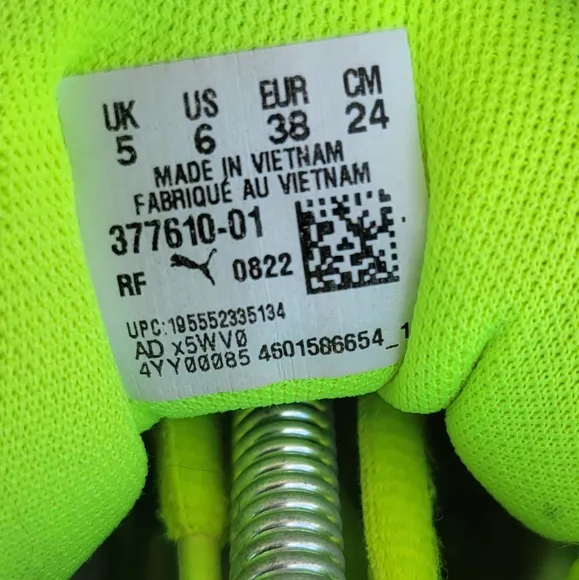 UK US EUR CM
5 6 38 24
MADE IN VIETNAM
FABRIQUÉ AU VIETNAM
377610-01
RF 0822
UPC:195552335134
AD x5WV0
4YY00085 4601586654_1